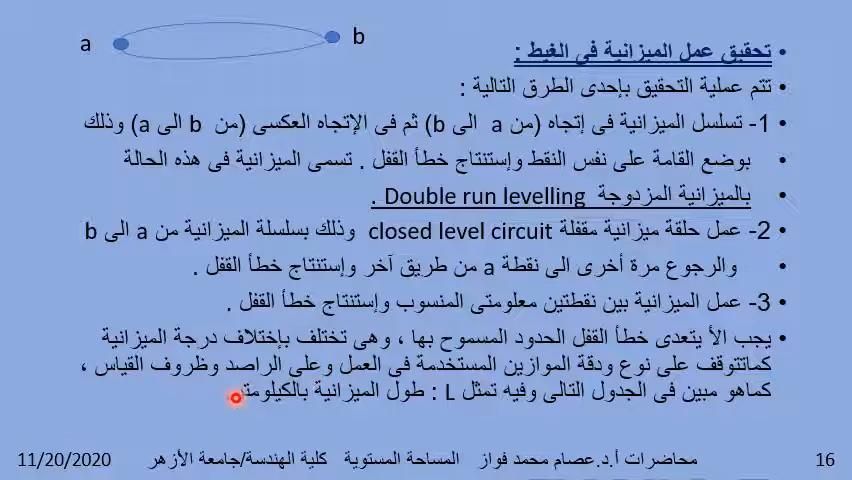 a
b
• تحقيق عمل الميزانية فى الغيط :
• تتم عملية التحقيق بإحدى الطرق التالية :
• 1- تسلسل الميزانية فى إتجاه (من a الى b) ثم فى الإتجاه العكسى (من b الى a) وذلك
• بوضع القامة على نفس النقط وإستنتاج خطأ القفل . تسمى الميزانية فى هذه الحالة
• بالميزانية المزدوجة Double run levelling .
• 2- عمل حلقة ميزانية مقفلة closed level circuit وذلك بسلسلة الميزانية من a الى b
• والرجوع مرة أخرى الى نقطة a من طريق آخر وإستنتاج خطأ القفل .
• 3- عمل الميزانية بين نقطتين معلومتى المنسوب وإستنتاج خطأ القفل .
• يجب الأ يتعدى خطأ القفل الحدود المسموح بها ، وهى تختلف بإختلاف درجة الميزانية
كماتتوقف على نوع ودقة الموازين المستخدمة فى العمل وعلى الراصد وظروف القياس ،
كماهو مبين فى الجدول التالى وفيه تمثل L : طول الميزانية بالكيلومتر
11/20/2020
محاضرات أ.د.عصام محمد فواز المساحة المستوية كلية الهندسة/جامعة الأزهر
16